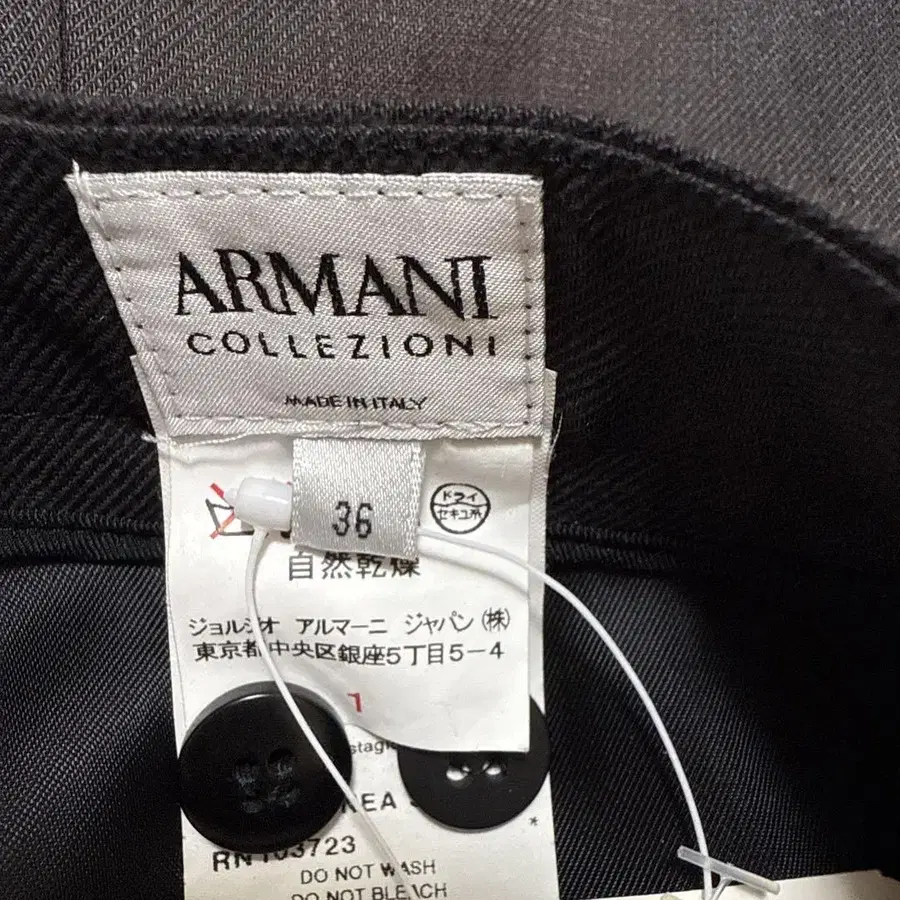 ARMANI
COLLEZIONI
MADE IN ITALY
36
ドライ
セキユ系
自然乾燥
ジョルジオ アルマーニ ジャパン(株)
東京都中央区銀座5丁目5-4
1
*
RN 103723
DO NOT WASH
DO NOT BLEACH